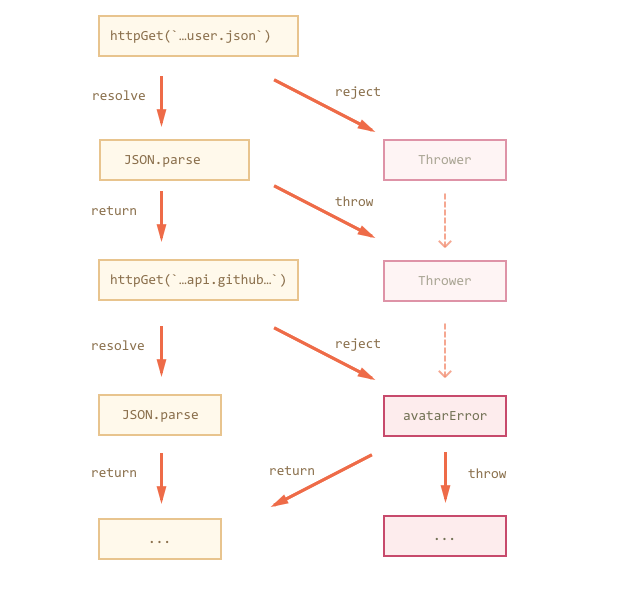 httpGet(`…user.json`)
resolve
reject
JSON.parse
Thrower
return
throw
httpGet(`…api.github…`)
Thrower
resolve
reject
JSON.parse
avatarError
return
return
throw
...
...